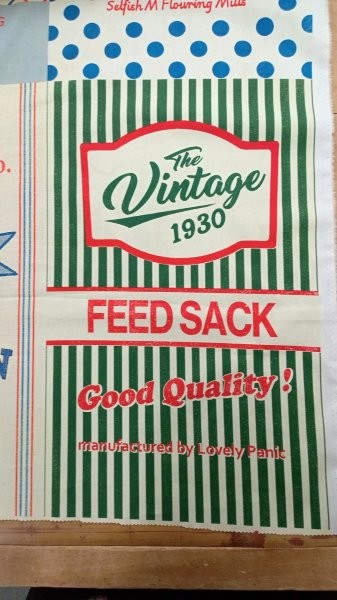 Selfish M Flouring Mills
The
Vintage
1930
FEED SACK
Good Quality!
manufactured by Lovely Panic